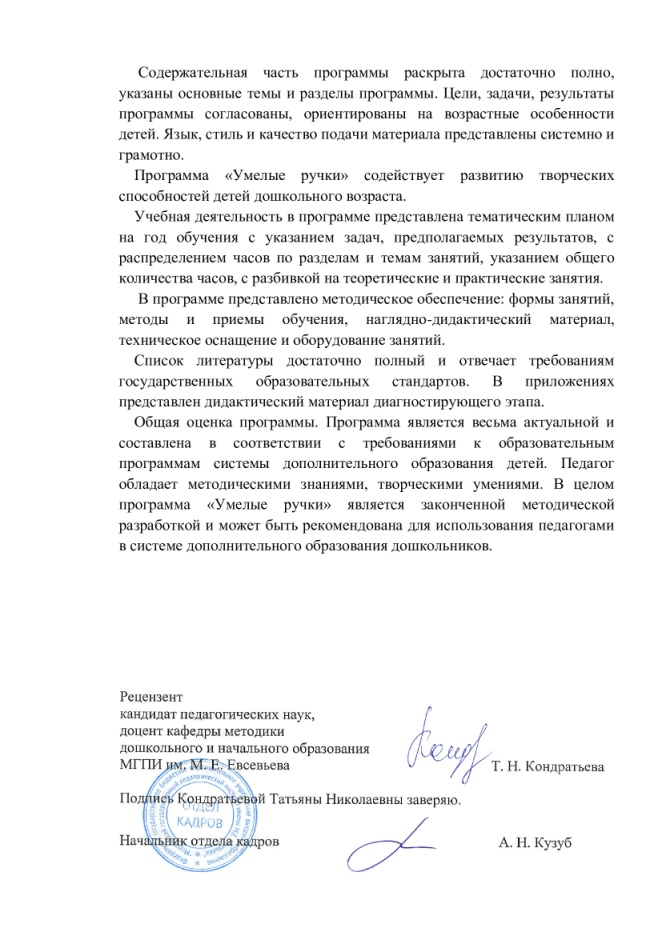 Содержательная часть программы раскрыта достаточно полно,
указаны основные темы и разделы программы. Цели, задачи, результаты
программы согласованы, ориентированы на возрастные особенности
детей. Язык, стиль и качество подачи материала представлены системно и
грамотно.
Программа «Умелые ручки» содействует развитию творческих
способностей детей дошкольного возраста.
Учебная деятельность в программе представлена тематическим планом
на год обучения с указанием задач, предполагаемых результатов, с
распределением часов по разделам и темам занятий, указанием общего
количества часов, с разбивкой на теоретические и практические занятия.
В программе представлено методическое обеспечение: формы занятий,
методы и приемы обучения, наглядно-дидактический материал,
техническое оснащение и оборудование занятий.
Список литературы достаточно полный и отвечает требованиям
государственных образовательных стандартов. В приложениях
представлен дидактический материал диагностирующего этапа.
Общая оценка программы. Программа является весьма актуальной и
составлена в соответствии с требованиями к образовательным
программам системы дополнительного образования детей. Педагог
обладает методическими знаниями, творческими умениями. В целом
программа «Умелые ручки» является законченной методической
разработкой и может быть рекомендована для использования педагогами
в системе дополнительного образования дошкольников.
Рецензент
кандидат педагогических наук,
доцент кафедры методики
дошкольного и начального образования
МГПИ им. М. Е. Евсевьева
Т. Н. Кондратьева
Подпись Кондратьевой Татьяны Николаевны заверяю.
ОТДЕЛ
КАДРОВ
Начальник отдела кадров
А. Н. Кузуб